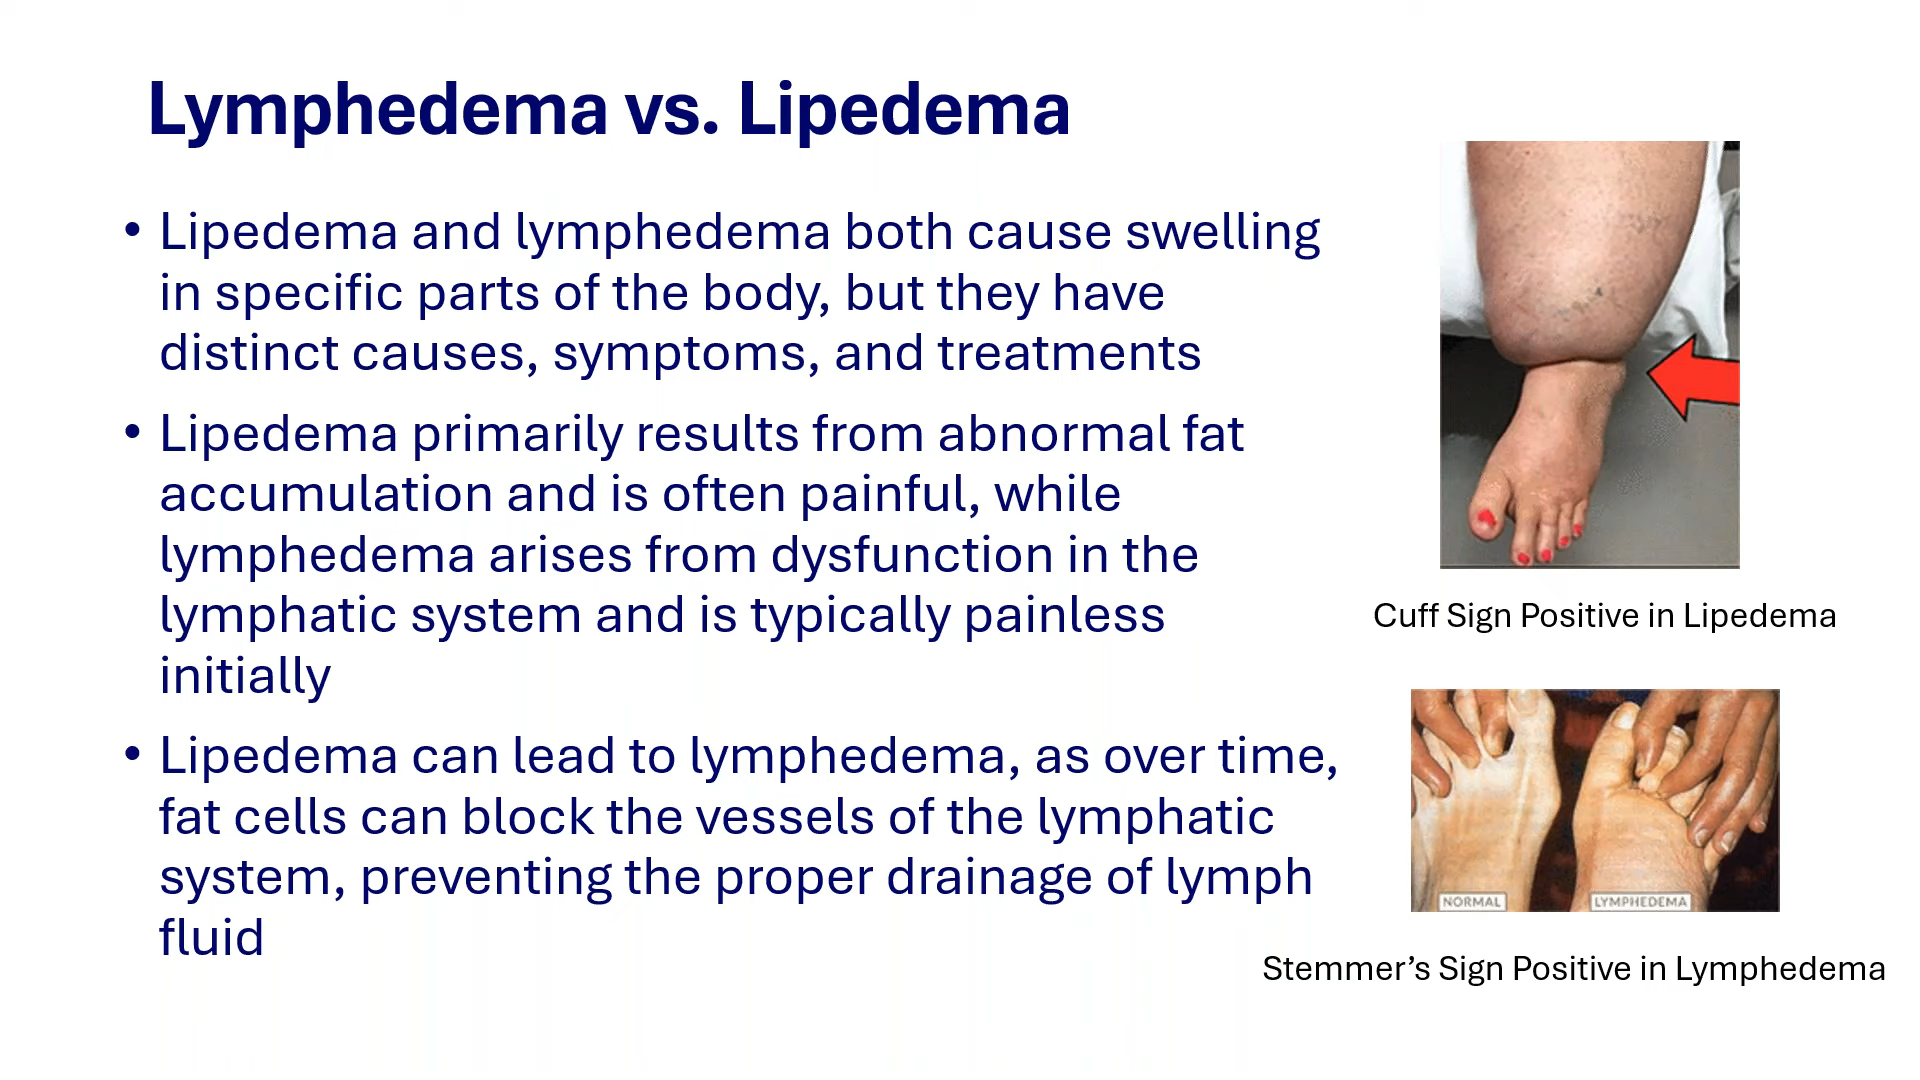 Lymphedema vs. Lipedema
• Lipedema and lymphedema both cause swelling
in specific parts of the body, but they have
distinct causes, symptoms, and treatments
• Lipedema primarily results from abnormal fat
accumulation and is often painful, while
lymphedema arises from dysfunction in the
lymphatic system and is typically painless
initially
• Lipedema can lead to lymphedema, as over time,
fat cells can block the vessels of the lymphatic
system, preventing the proper drainage of lymph
fluid
Cuff Sign Positive in Lipedema
NORMAL
LYMPHEDEMA
Stemmer’s Sign Positive in Lymphedema